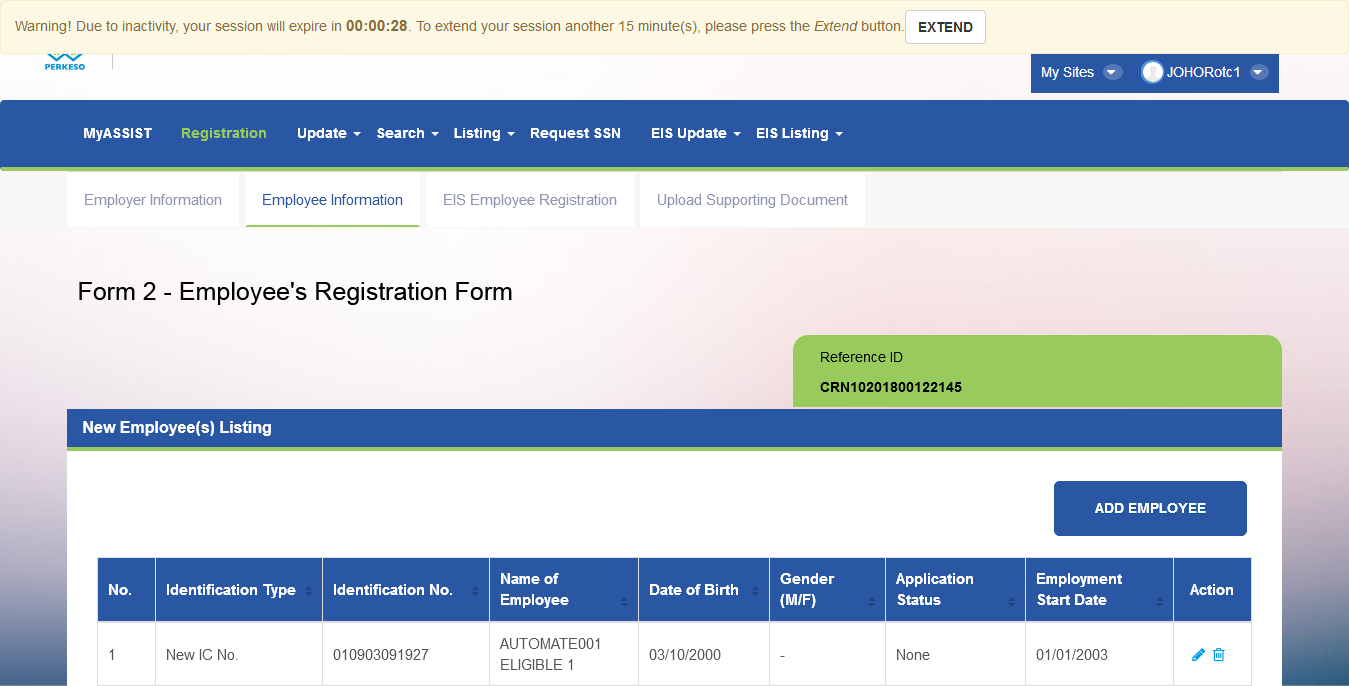 Warning! Due to inactivity, your session will expire in 00:00:28. To extend your session another 15 minute(s), please press the Extend button. EXTEND
PERKESO
My Sites JOHORotc1
MyASSIST Registration Update Search Listing Request SSN EIS Update EIS Listing
Employer Information Employee Information EIS Employee Registration Upload Supporting Document
Form 2 - Employee's Registration Form
Reference ID
CRN10201800122145
New Employee(s) Listing
ADD EMPLOYEE
No. Identification Type Identification No. Name of Employee Date of Birth Gender (M/F) Application Status Employment Start Date Action
1 New IC No. 010903091927 AUTOMATE001 ELIGIBLE 1 03/10/2000 - None 01/01/2003